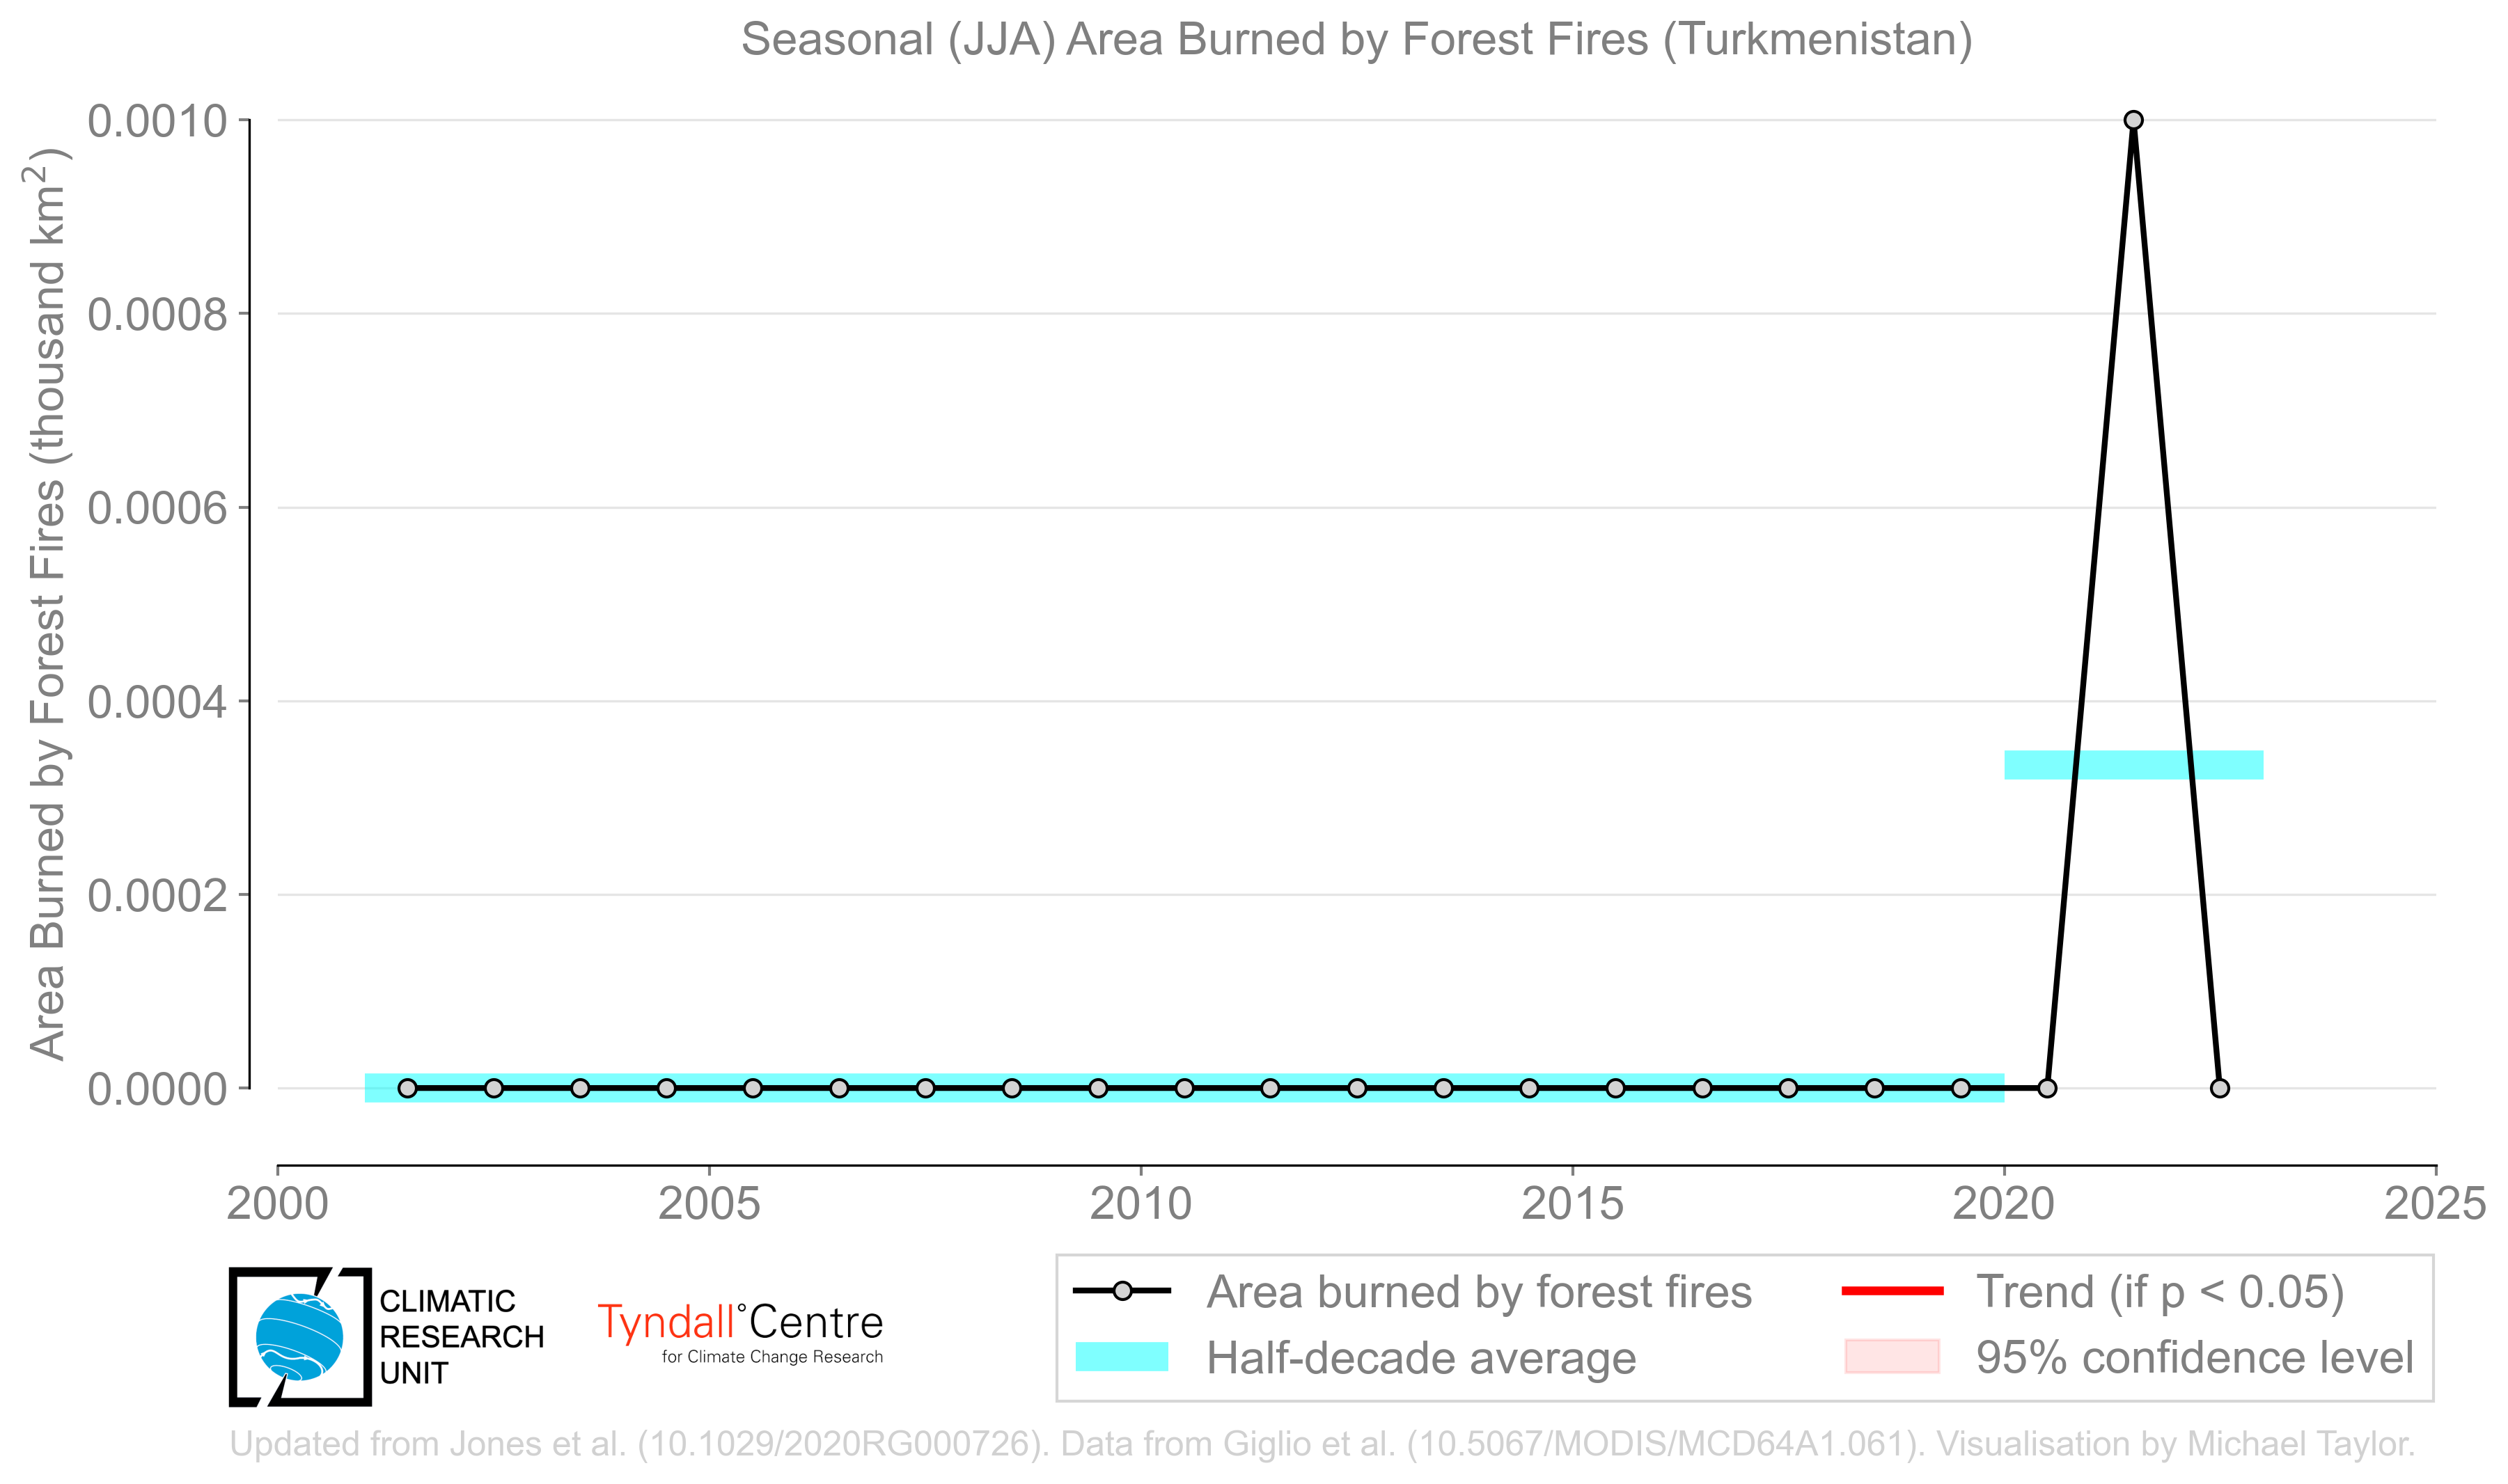 Seasonal (JJA) Area Burned by Forest Fires (Turkmenistan)
Area Burned by Forest Fires (thousand km²)
0.0010
0.0008
0.0006
0.0004
0.0002
0.0000
2000
2005
2010
2015
2020
2025
CLIMATIC
RESEARCH
UNIT
Tyndall°Centre
for Climate Change Research
Area burned by forest fires
Half-decade average
Trend (if p < 0.05)
95% confidence level
Updated from Jones et al. (10.1029/2020RG000726). Data from Giglio et al. (10.5067/MODIS/MCD64A1.061). Visualisation by Michael Taylor.